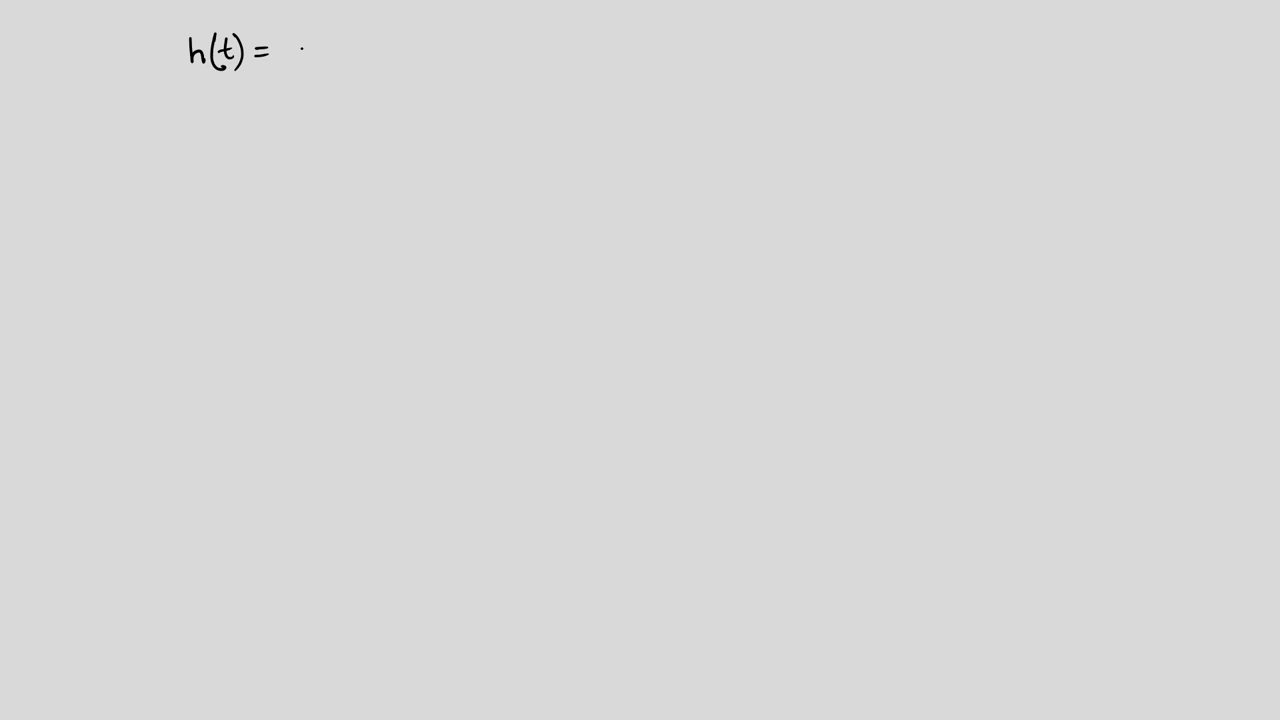 h(t) =